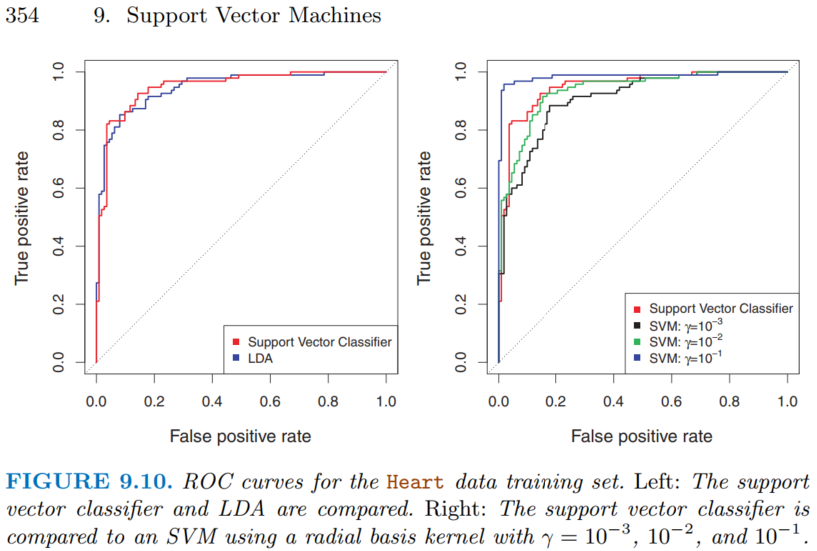 354 9. Support Vector Machines
True positive rate
0.0 0.2 0.4 0.6 0.8 1.0
0.0 0.2 0.4 0.6 0.8 1.0
False positive rate
Support Vector Classifier
LDA
True positive rate
0.0 0.2 0.4 0.6 0.8 1.0
0.0 0.2 0.4 0.6 0.8 1.0
False positive rate
Support Vector Classifier
SVM: γ=10⁻³
SVM: γ=10⁻²
SVM: γ=10⁻¹
FIGURE 9.10. ROC curves for the Heart data training set. Left: The support
vector classifier and LDA are compared. Right: The support vector classifier is
compared to an SVM using a radial basis kernel with γ = 10⁻³, 10⁻², and 10⁻¹.